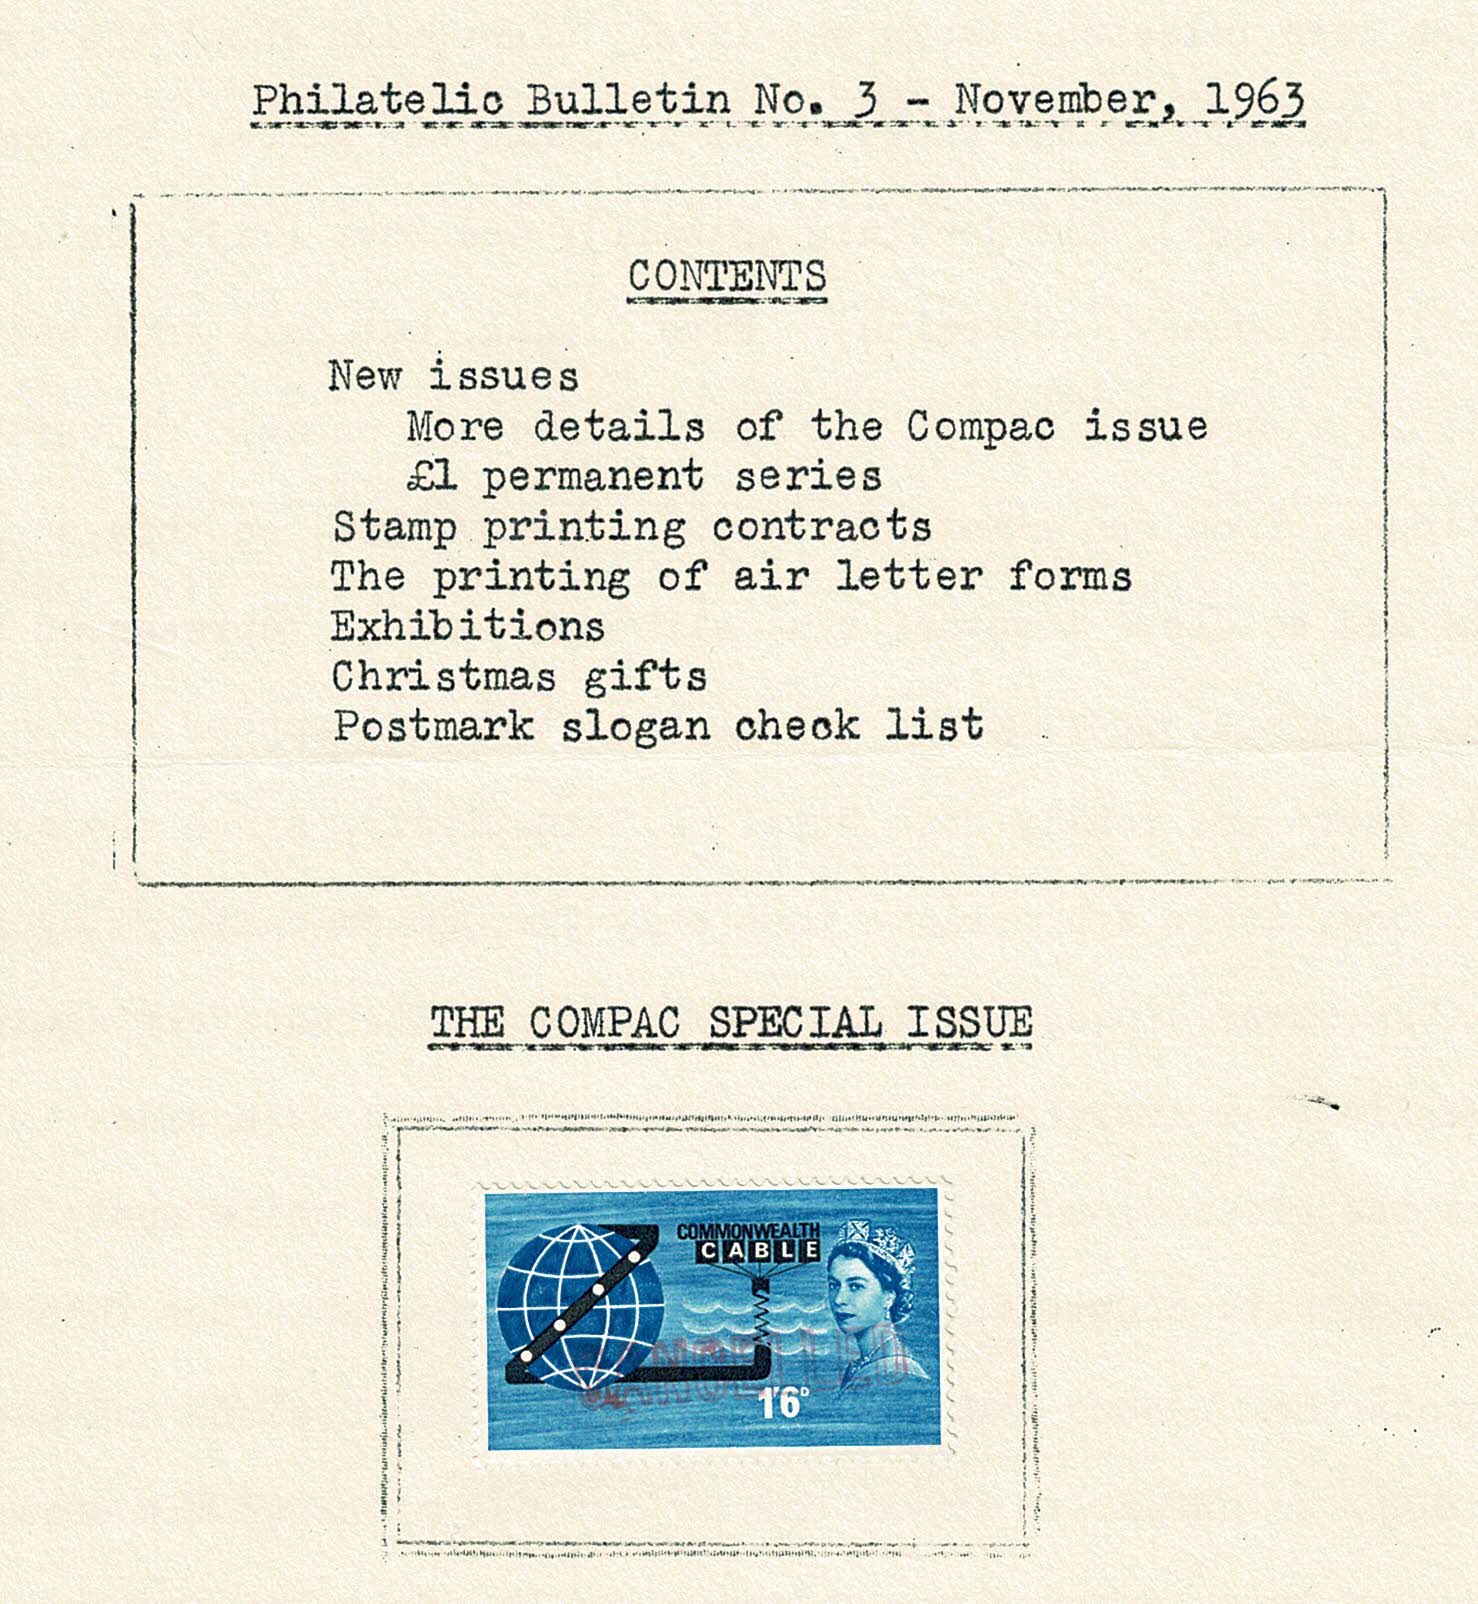 Philatelic Bulletin No. 3 - November, 1963
CONTENTS
New issues
More details of the Compac issue
£1 permanent series
Stamp printing contracts
The printing of air letter forms
Exhibitions
Christmas gifts
Postmark slogan check list
THE COMPAC SPECIAL ISSUE
COMMONWEALTH
CABLE
CANCELLED
1'6D